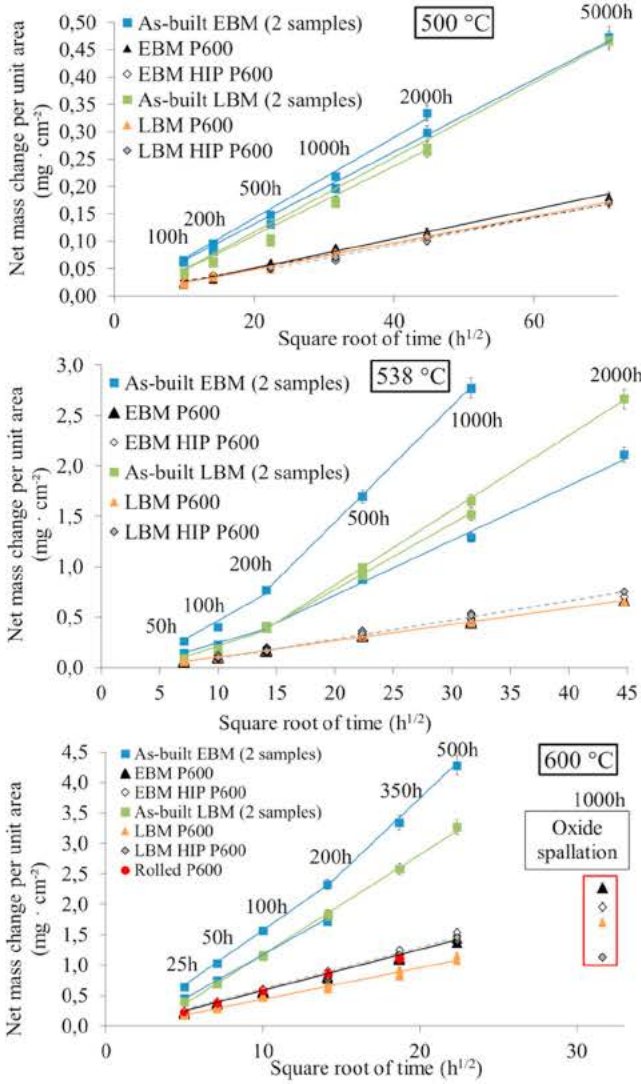 Net mass change per unit area
(mg · cm⁻²)
0,50
0,45
0,40
0,35
0,30
0,25
0,20
0,15
0,10
0,05
0,00
As-built EBM (2 samples)
EBM P600
EBM HIP P600
As-built LBM (2 samples)
LBM P600
LBM HIP P600
500 °C
5000h
2000h
1000h
500h
200h
100h
0 20 40 60
Square root of time (h¹ᐟ²)
Net mass change per unit area
(mg · cm⁻²)
3,0
2,5
2,0
1,5
1,0
0,5
0,0
As-built EBM (2 samples)
EBM P600
EBM HIP P600
As-built LBM (2 samples)
LBM P600
LBM HIP P600
538 °C
2000h
1000h
500h
200h
100h
50h
0 5 10 15 20 25 30 35 40 45
Square root of time (h¹ᐟ²)
Net mass change per unit area
(mg · cm⁻²)
4,5
4,0
3,5
3,0
2,5
2,0
1,5
1,0
0,5
0,0
As-built EBM (2 samples)
EBM P600
EBM HIP P600
As-built LBM (2 samples)
LBM P600
LBM HIP P600
Rolled P600
600 °C
500h
350h
200h
100h
50h
25h
1000h
Oxide
spallation
0 10 20 30
Square root of time (h¹ᐟ²)